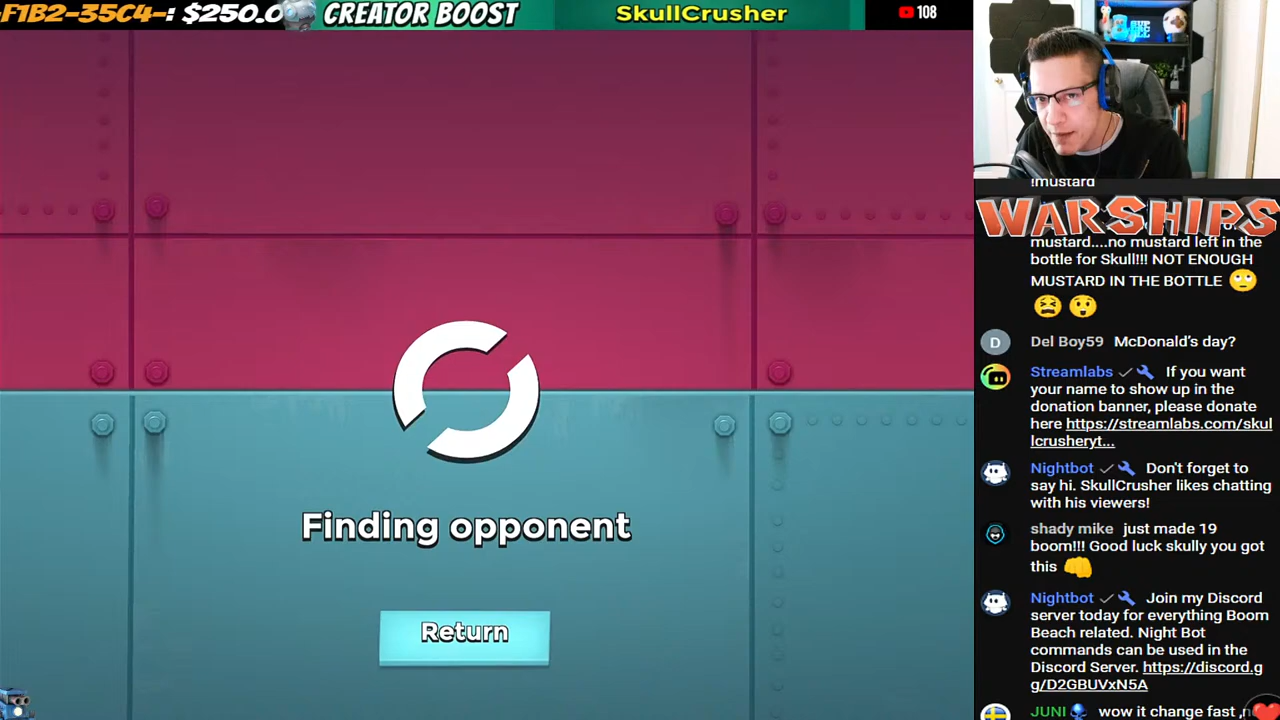 -F1B2-35C4-: $250.0
CREATOR BOOST
SkullCrusher
108
!mustard
WARSHIPS
mustard....no mustard left in the
bottle for Skull!!! NOT ENOUGH
MUSTARD IN THE BOTTLE 🙄
😫 😲
D Del Boy59 McDonald's day?
Streamlabs If you want
your name to show up in the
donation banner, please donate
here https://streamlabs.com/skul
lcrusheryt...
Nightbot Don't forget to
say hi. SkullCrusher likes chatting
with his viewers!
shady mike just made 19
boom!!! Good luck skully you got
this 👊
Nightbot Join my Discord
server today for everything Boom
Beach related. Night Bot
commands can be used in the
Discord Server. https://discord.g
g/D2GBUVxN5A
JUNI wow it change fast
Finding opponent
Return